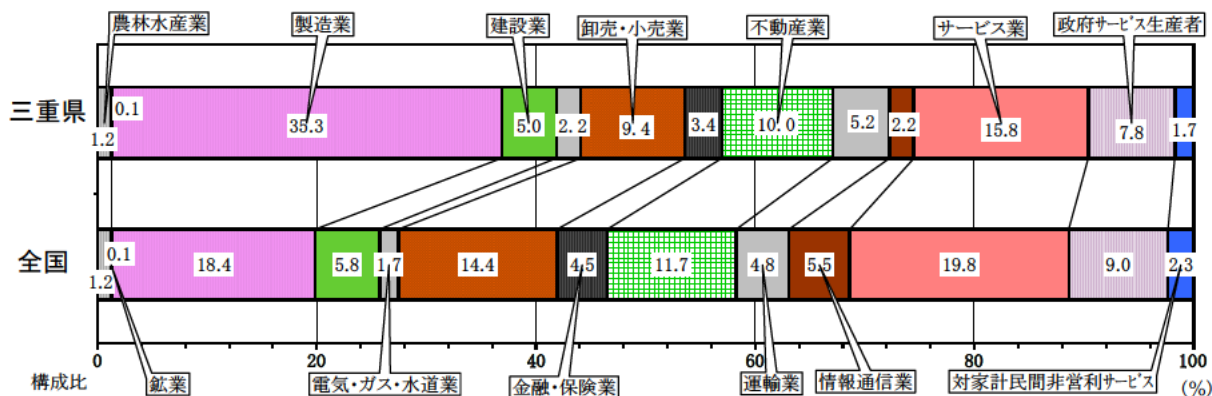 農林水産業 製造業 建設業 卸売・小売業 不動産業 サービス業 政府サービス生産者
三重県 1.2 0.1 35.3 5.0 2.2 9.4 3.4 10.0 5.2 2.2 15.8 7.8 1.7
全国 1.2 0.1 18.4 5.8 1.7 14.4 4.5 11.7 4.8 5.5 19.8 9.0 2.3
0 20 40 60 80 100
構成比 鉱業 電気・ガス・水道業 金融・保険業 運輸業 情報通信業 対家計民間非営利サービス (%)